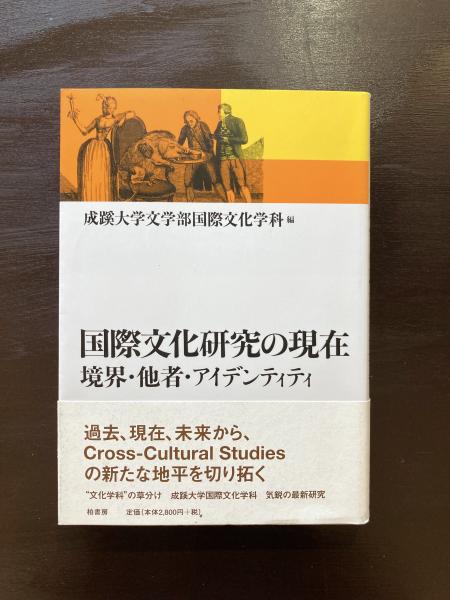 成蹊大学文学部国際文化学科 編
国際文化研究の現在
境界・他者・アイデンティティ
過去、現在、未来から、
Cross-Cultural Studies
の新たな地平を切り拓く
“文化学科”の草分け 成蹊大学国際文化学科 気鋭の最新研究
柏書房 定価(本体2,800円+税)